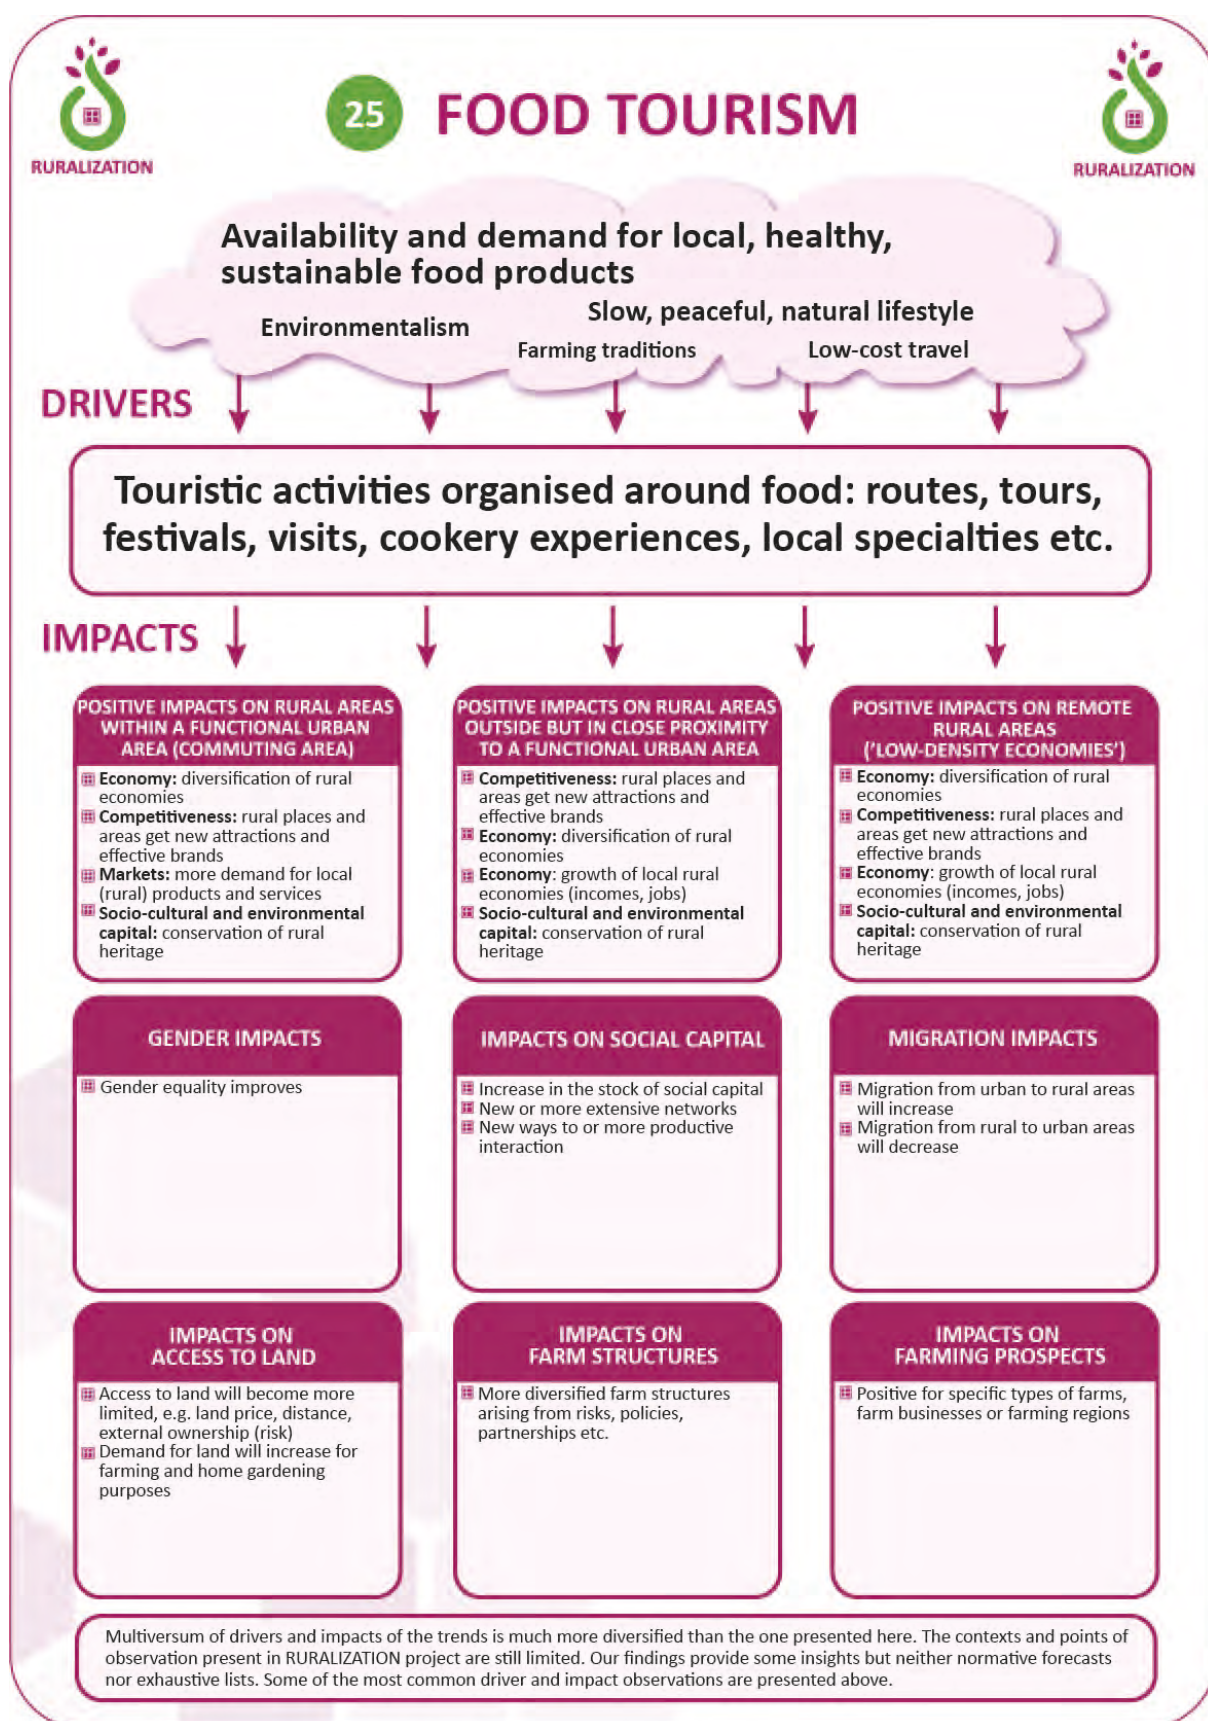 RURALIZATION
25 FOOD TOURISM
RURALIZATION
Availability and demand for local, healthy,
sustainable food products
Slow, peaceful, natural lifestyle
Environmentalism
Farming traditions
Low-cost travel
DRIVERS
Touristic activities organised around food: routes, tours,
festivals, visits, cookery experiences, local specialties etc.
IMPACTS
POSITIVE IMPACTS ON RURAL AREAS
WITHIN A FUNCTIONAL URBAN
AREA (COMMUTING AREA)
Economy: diversification of rural
economies
Competitiveness: rural places and
areas get new attractions and
effective brands
Markets: more demand for local
(rural) products and services
Socio-cultural and environmental
capital: conservation of rural
heritage
POSITIVE IMPACTS ON RURAL AREAS
OUTSIDE BUT IN CLOSE PROXIMITY
TO A FUNCTIONAL URBAN AREA
Competitiveness: rural places and
areas get new attractions and
effective brands
Economy: diversification of rural
economies
Economy: growth of local rural
economies (incomes, jobs)
Socio-cultural and environmental
capital: conservation of rural
heritage
POSITIVE IMPACTS ON REMOTE
RURAL AREAS
('LOW-DENSITY ECONOMIES')
Economy: diversification of rural
economies
Competitiveness: rural places and
areas get new attractions and
effective brands
Economy: growth of local rural
economies (incomes, jobs)
Socio-cultural and environmental
capital: conservation of rural
heritage
GENDER IMPACTS
Gender equality improves
IMPACTS ON SOCIAL CAPITAL
Increase in the stock of social capital
New or more extensive networks
New ways to or more productive
interaction
MIGRATION IMPACTS
Migration from urban to rural areas
will increase
Migration from rural to urban areas
will decrease
IMPACTS ON
ACCESS TO LAND
Access to land will become more
limited, e.g. land price, distance,
external ownership (risk)
Demand for land will increase for
farming and home gardening
purposes
IMPACTS ON
FARM STRUCTURES
More diversified farm structures
arising from risks, policies,
partnerships etc.
IMPACTS ON
FARMING PROSPECTS
Positive for specific types of farms,
farm businesses or farming regions
Multiversum of drivers and impacts of the trends is much more diversified than the one presented here. The contexts and points of
observation present in RURALIZATION project are still limited. Our findings provide some insights but neither normative forecasts
nor exhaustive lists. Some of the most common driver and impact observations are presented above.